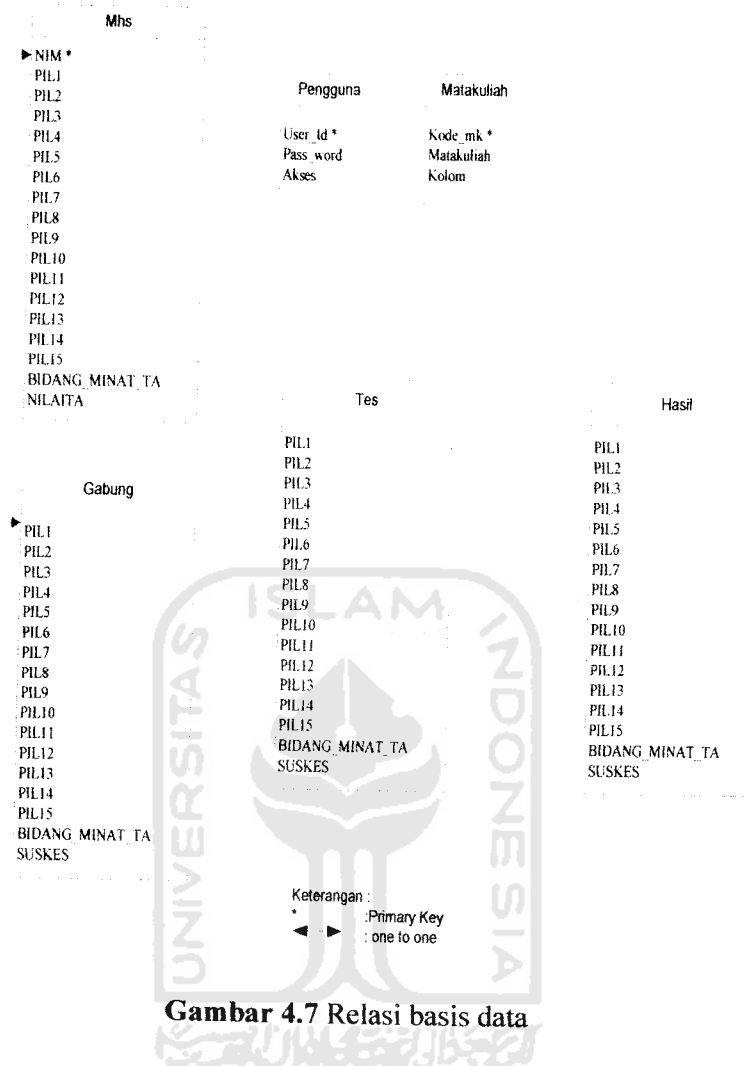 Mhs
NIM *
PIL1
PIL2
PIL3
PIL4
PIL5
PIL6
PIL7
PIL8
PIL9
PIL10
PIL11
PIL12
PIL13
PIL14
PIL15
BIDANG_MINAT_TA
NILAITA
Pengguna
User_Id *
Pass_word
Akses
Matakuliah
Kode_mk *
Matakuliah
Kolom
Gabung
PIL1
PIL2
PIL3
PIL4
PIL5
PIL6
PIL7
PIL8
PIL9
PIL10
PIL11
PIL12
PIL13
PIL14
PIL15
BIDANG_MINAT_TA
SUSKES
Tes
PIL1
PIL2
PIL3
PIL4
PIL5
PIL6
PIL7
PIL8
PIL9
PIL10
PIL11
PIL12
PIL13
PIL14
PIL15
BIDANG_MINAT_TA
SUSKES
Hasil
PIL1
PIL2
PIL3
PIL4
PIL5
PIL6
PIL7
PIL8
PIL9
PIL10
PIL11
PIL12
PIL13
PIL14
PIL15
BIDANG_MINAT_TA
SUSKES
Keterangan :
* :Primary Key
: one to one
UNIVERSITAS ISLAM INDONESIA
Gambar 4.7 Relasi basis data